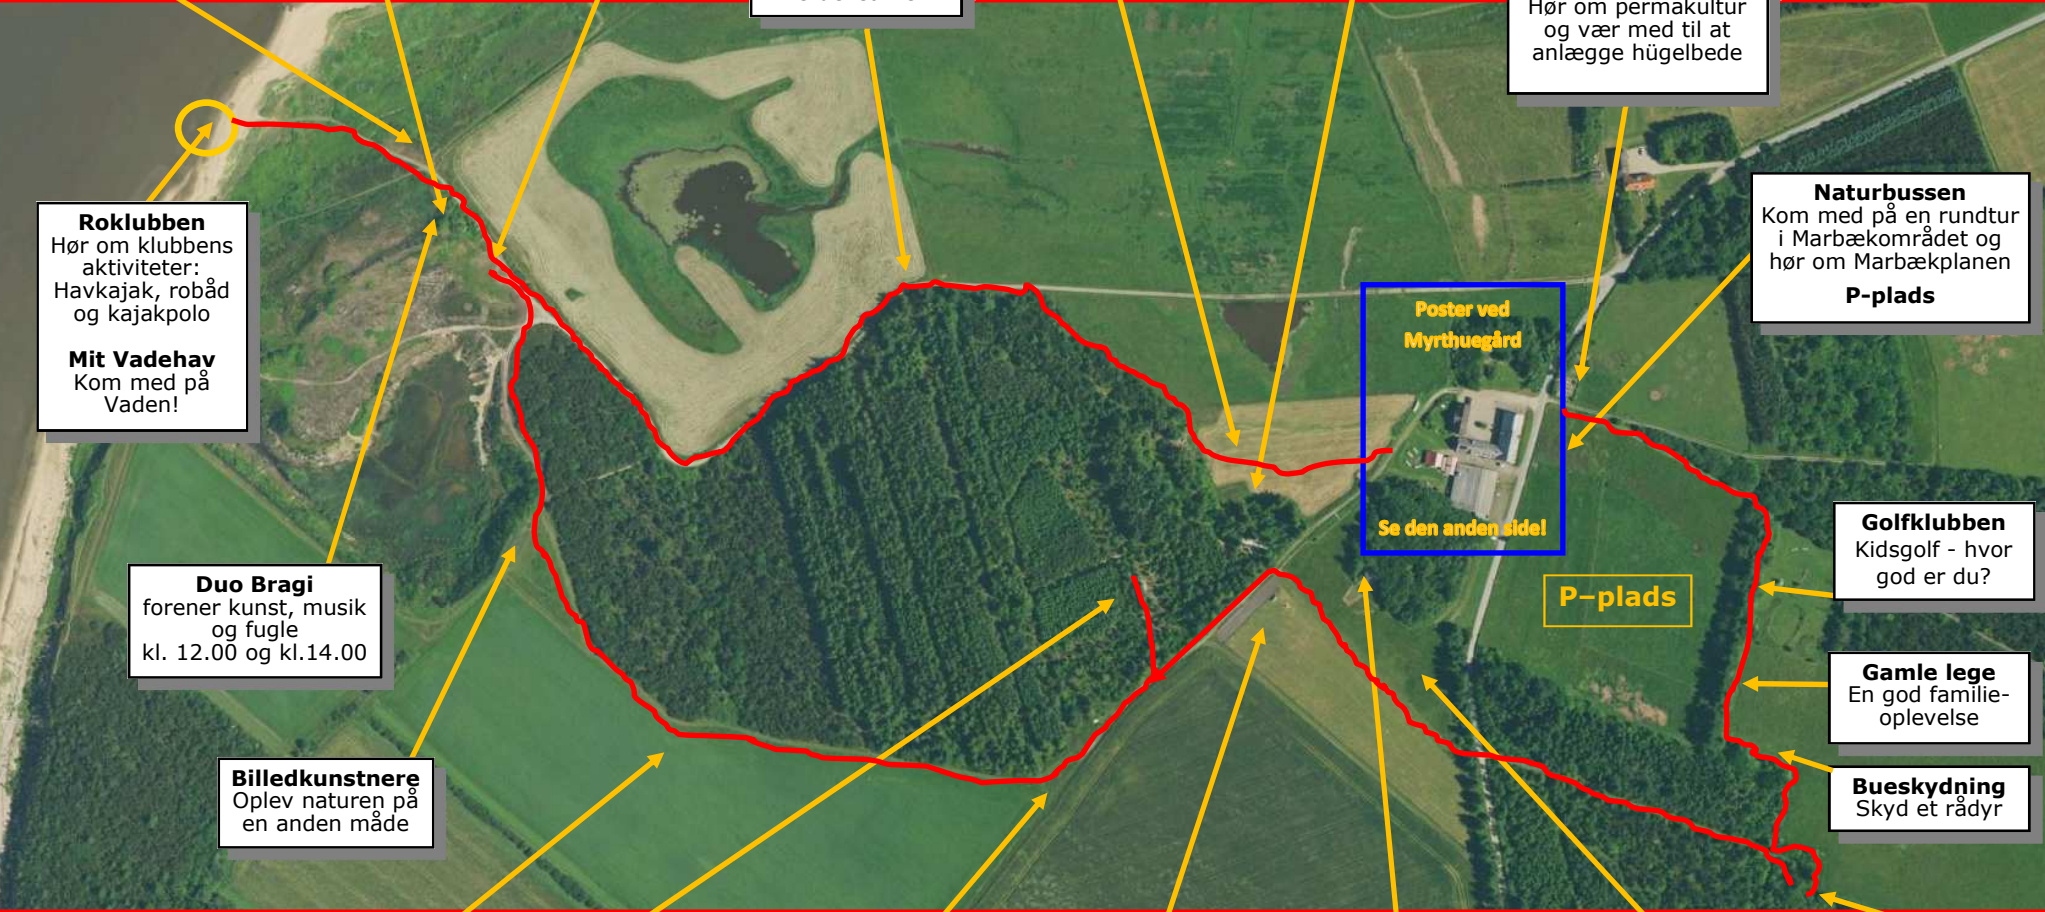 Hør om permakultur
og vær med til at
anlægge hügelbede
Naturbussen
Kom med på en rundtur
i Marbækområdet og
hør om Marbækplanen
P-plads
Roklubben
Hør om klubbens
aktiviteter:
Havkajak, robåd
og kajakpolo
Mit Vadehav
Kom med på
Vaden!
Poster ved
Myrthuegård
Se den anden side!
Golfklubben
Kidsgolf - hvor
god er du?
P–plads
Duo Bragi
forener kunst, musik
og fugle
kl. 12.00 og kl.14.00
Gamle lege
En god familie-
oplevelse
Billedkunstnere
Oplev naturen på
en anden måde
Bueskydning
Skyd et rådyr